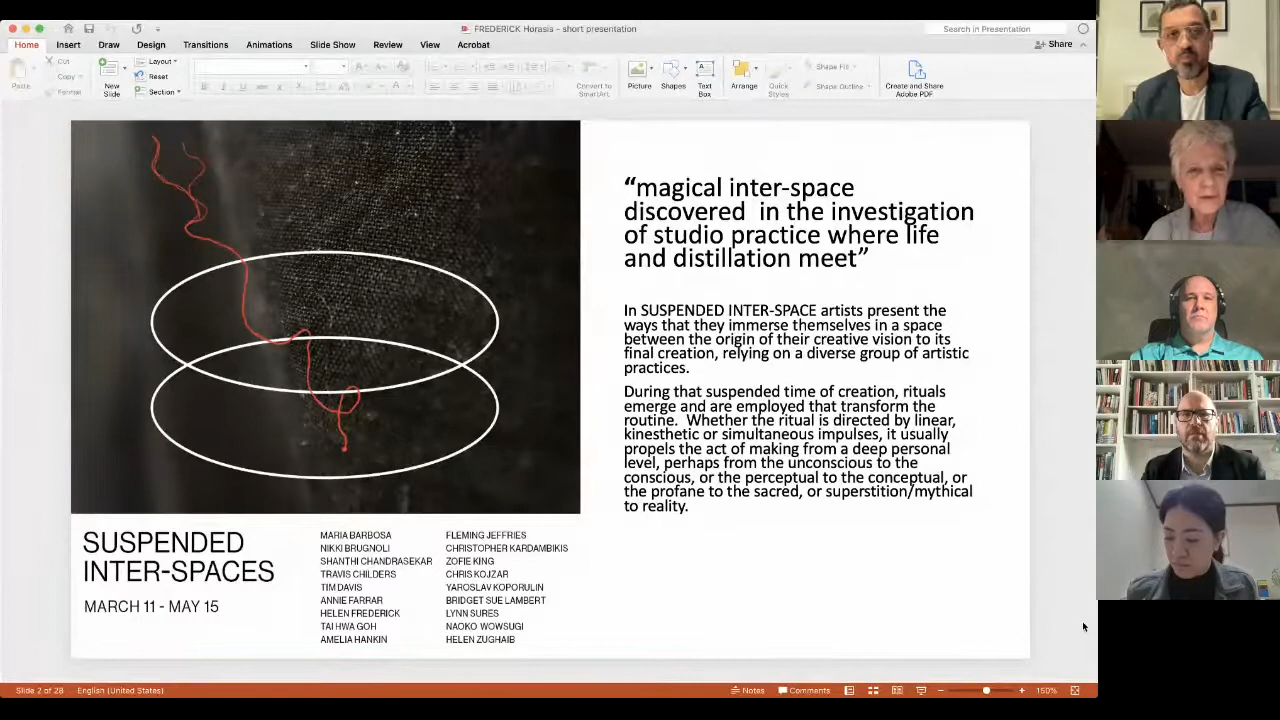 FREDERICK Horasis - short presentation
Search in Presentation
Home Insert Draw Design Transitions Animations Slide Show Review View Acrobat
Share
Paste
Cut
Copy
Format
New Slide
Layout
Reset
Section
Convert to SmartArt
Picture
Shapes
Text Box
Arrange
Quick Styles
Shape Fill
Shape Outline
Create and Share Adobe PDF
“magical inter-space
discovered in the investigation
of studio practice where life
and distillation meet”
In SUSPENDED INTER-SPACE artists present the
ways that they immerse themselves in a space
between the origin of their creative vision to its
final creation, relying on a diverse group of artistic
practices.
During that suspended time of creation, rituals
emerge and are employed that transform the
routine. Whether the ritual is directed by linear,
kinesthetic or simultaneous impulses, it usually
propels the act of making from a deep personal
level, perhaps from the unconscious to the
conscious, or the perceptual to the conceptual, or
the profane to the sacred, or superstition/mythical
to reality.
SUSPENDED
INTER-SPACES
MARCH 11 - MAY 15
MARIA BARBOSA
NIKKI BRUGNOLI
SHANTHI CHANDRASEKAR
TRAVIS CHILDERS
TIM DAVIS
ANNIE FARRAR
HELEN FREDERICK
TAI HWA GOH
AMELIA HANKIN
FLEMING JEFFRIES
CHRISTOPHER KARDAMBIKIS
ZOFIE KING
CHRIS KOJZAR
YAROSLAV KOPORULIN
BRIDGET SUE LAMBERT
LYNN SURES
NAOKO WOWSUGI
HELEN ZUGHAIB
Slide 2 of 28 English (United States)
Notes Comments 150%